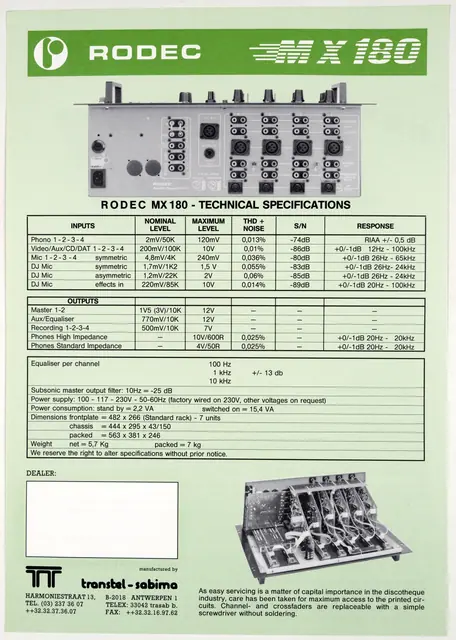 RODEC MX180
RODEC MX180 - TECHNICAL SPECIFICATIONS
INPUTS NOMINAL LEVEL MAXIMUM LEVEL THD + NOISE S/N RESPONSE
Phono 1 - 2 - 3 - 4 2mV/50K 120mV 0,013% -74dB RIAA +/- 0,5 dB
Video/Aux/CD/DAT 1 - 2 - 3 - 4 200mV/100K 10V 0,01% -86dB +0/-1dB 12Hz - 100kHz
Mic 1 - 2 - 3 - 4 symmetric 4,8mV/4K 240mV 0,036% -80dB +0/-1dB 26Hz - 65kHz
DJ Mic symmetric 1,7mV/1K2 1,5 V 0,055% -83dB +0/-1dB 26Hz - 24kHz
DJ Mic asymmetric 1,2mV/22K 2V 0,06% -85dB +0/-1dB 26Hz - 24kHz
DJ Mic effects in 220mV/85K 10V 0,014% -89dB +0/-1dB 20Hz - 100kHz
OUTPUTS
Master 1-2 1V5 (3V)/10K 12V – – –
Aux/Equaliser 770mV/10K 12V – – –
Recording 1-2-3-4 500mV/10K 7V – – –
Phones High Impedance – 10V/600R 0,025% – +0/-1dB 20Hz - 20kHz
Phones Standard Impedance – 4V/50R 0,025% – +0/-1dB 20Hz - 20kHz
Equaliser per channel 100 Hz
1 kHz +/- 13 db
10 kHz
Subsonic master output filter: 10Hz = -25 dB
Power supply: 100 - 117 - 230V - 50-60Hz (factory wired on 230V, other voltages on request)
Power consumption: stand by = 2,2 VA switched on = 15,4 VA
Dimensions frontplate = 482 x 266 (Standard rack) - 7 units
chassis = 444 x 295 x 43/150
packed = 563 x 381 x 246
Weight net = 5,7 Kg packed = 7 kg
We reserve the right to alter specifications without prior notice.
DEALER:
manufactured by
transtel - sabima
HARMONIESTRAAT 13, B-2018 ANTWERPEN 1
TEL. (03) 237 36 07 TELEX: 33042 trasab b.
++32.37.36.07 FAX: ++32.32.16.97.62
As easy servicing is a matter of capital importance in the discotheque
industry, care has been taken for maximum access to the printed cir-
cuits. Channel- and crossfaders are replaceable with a simple
screwdriver without soldering.